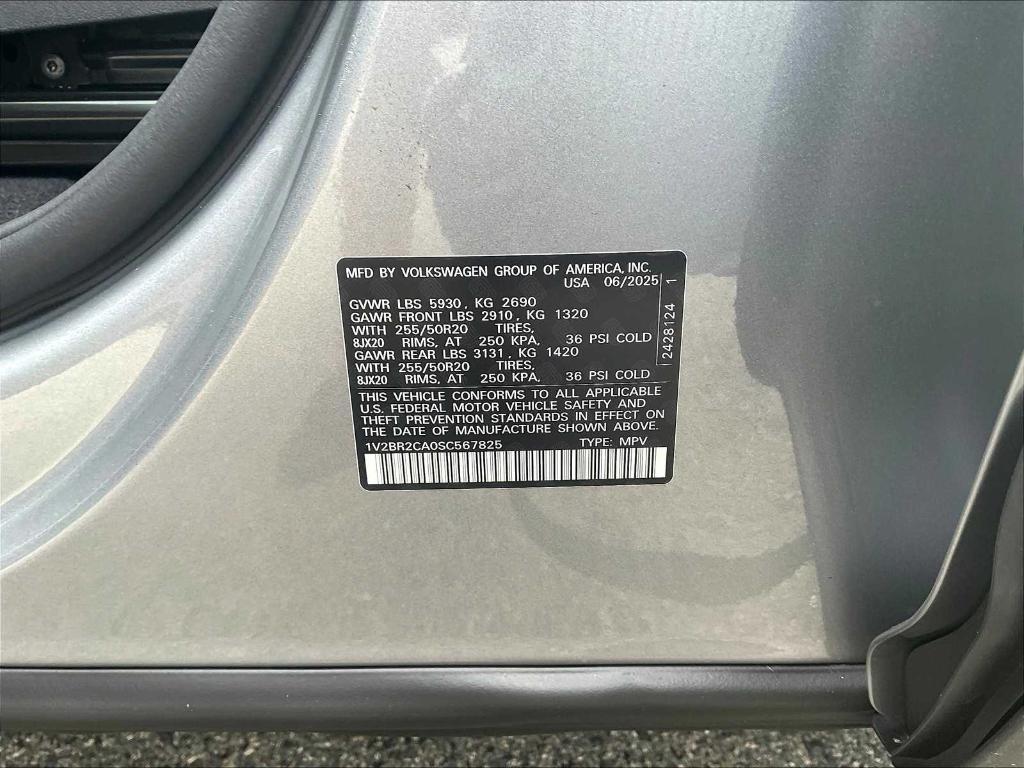 MFD BY VOLKSWAGEN GROUP OF AMERICA, INC.
USA 06/2025
GVWR LBS 5930, KG 2690
GAWR FRONT LBS 2910, KG 1320
WITH 255/50R20 TIRES,
8JX20 RIMS, AT 250 KPA, 36 PSI COLD
GAWR REAR LBS 3131, KG 1420
WITH 255/50R20 TIRES,
8JX20 RIMS, AT 250 KPA, 36 PSI COLD
2428124 1
THIS VEHICLE CONFORMS TO ALL APPLICABLE
U.S. FEDERAL MOTOR VEHICLE SAFETY AND
THEFT PREVENTION STANDARDS IN EFFECT ON
THE DATE OF MANUFACTURE SHOWN ABOVE.
1V2BR2CA0SC567825 TYPE: MPV